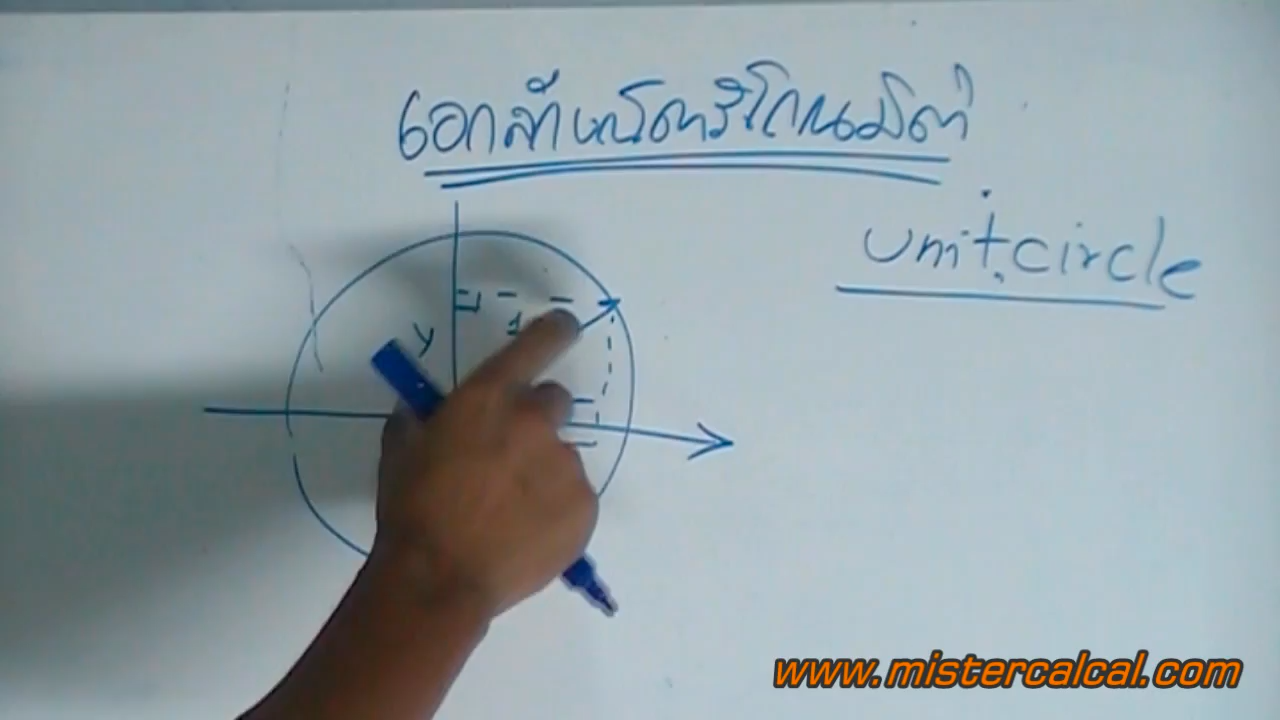 เอกลักษณ์ตรีโกณมิติ
unit circle
y
1
www.mistercalcal.com